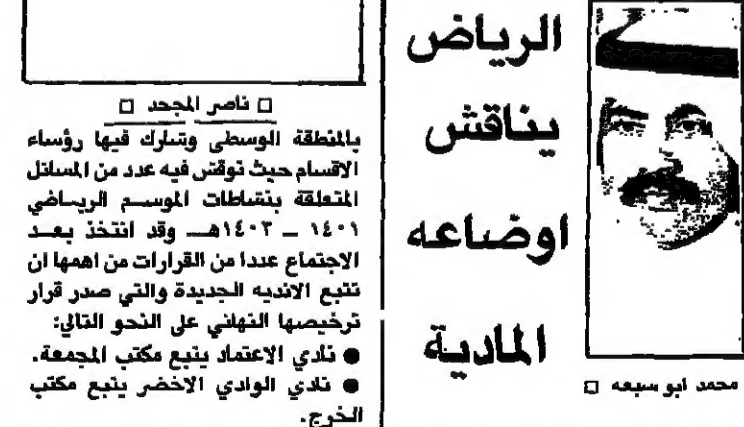 الرياض
يناقش
اوضاعه
المادية
محمد ابو سبعه □
□ ناصر المجحد □
بالمنطقة الوسطى وتشارك فيها رؤساء
الاقسام حيث نوقش فيه عدد من المسائل
المتعلقة بنشاطات الموسم الرياضي
١٤٠١ ــ ١٤٠٣هـ وقد انتخذ بعد
الاجتماع عددا من القرارات من اهمها ان
تتبع الانديه الجديدة والتي صدر قرار
ترخيصها النهائي على النحو التالي:
● نادي الاعتماد يتبع مكتب المجمعة.
● نادي الوادي الاخضر يتبع مكتب
الخرج.